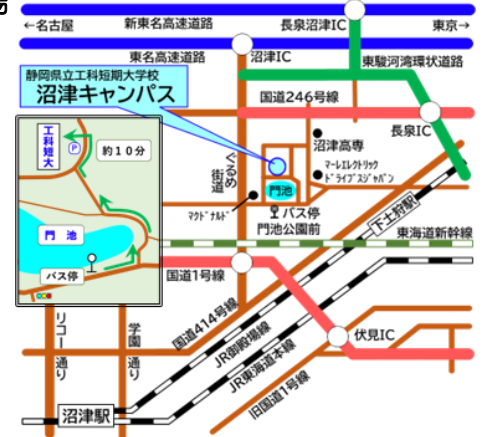 ←名古屋
新東名高速道路
長泉沼津IC
東京→
東名高速道路
沼津IC
東駿河湾環状道路
静岡県立工科短期大学校
沼津キャンパス
国道246号線
長泉IC
工科短大
P
約10分
ぐるめ街道
沼津高専
マーレエレクトリック
ドライブスジャパン
門池
マクドナルド
バス停
門池公園前
下土狩駅
門 池
バス停
東海道新幹線
国道1号線
国道414号線
JR御殿場線
JR東海道本線
旧国道1号線
伏見IC
リコー通り
学園通り
沼津駅